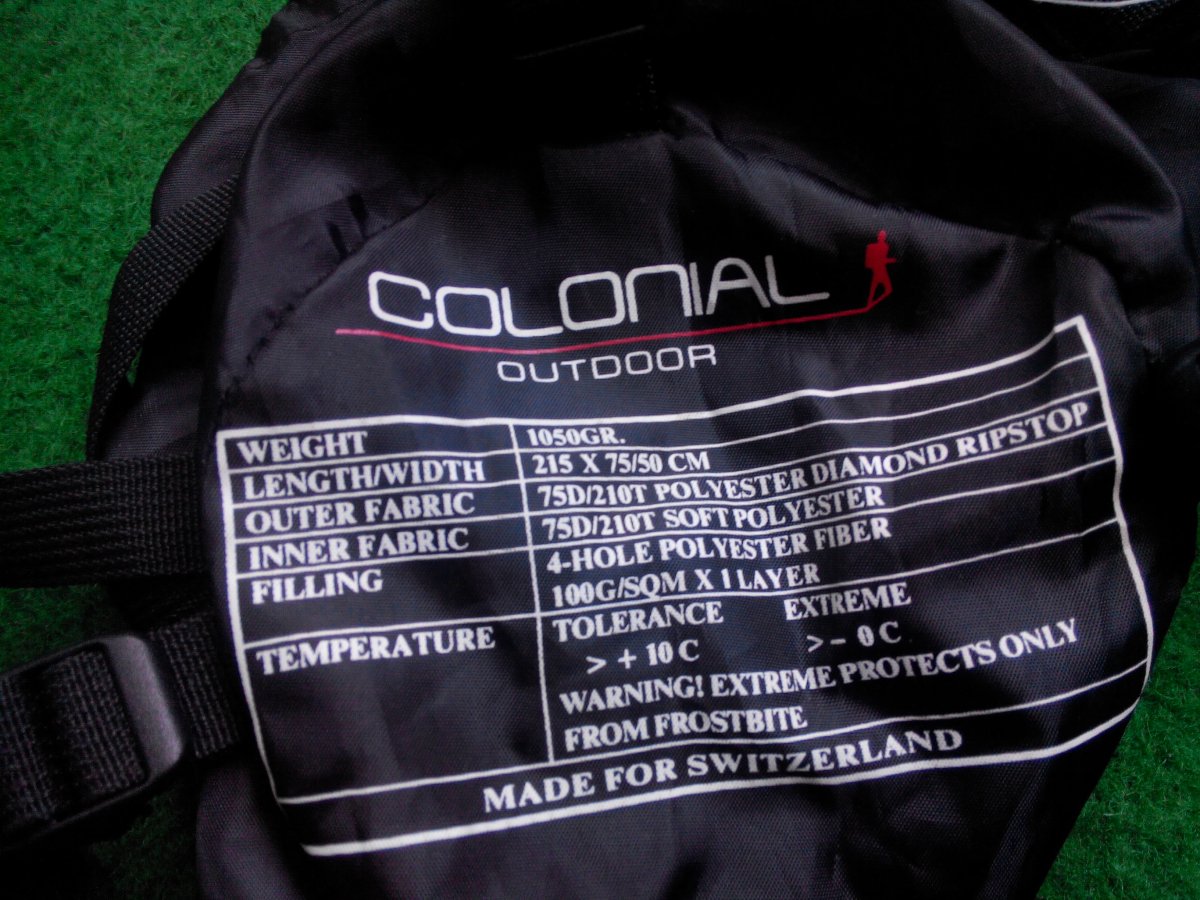 COLONIAL
OUTDOOR
WEIGHT 1050GR.
LENGTH/WIDTH 215 X 75/50 CM
OUTER FABRIC 75D/210T POLYESTER DIAMOND RIPSTOP
INNER FABRIC 75D/210T SOFT POLYESTER
FILLING 4-HOLE POLYESTER FIBER
100G/SQM X 1 LAYER
TEMPERATURE TOLERANCE EXTREME
> + 10 C > - 0 C
WARNING! EXTREME PROTECTS ONLY
FROM FROSTBITE
MADE FOR SWITZERLAND